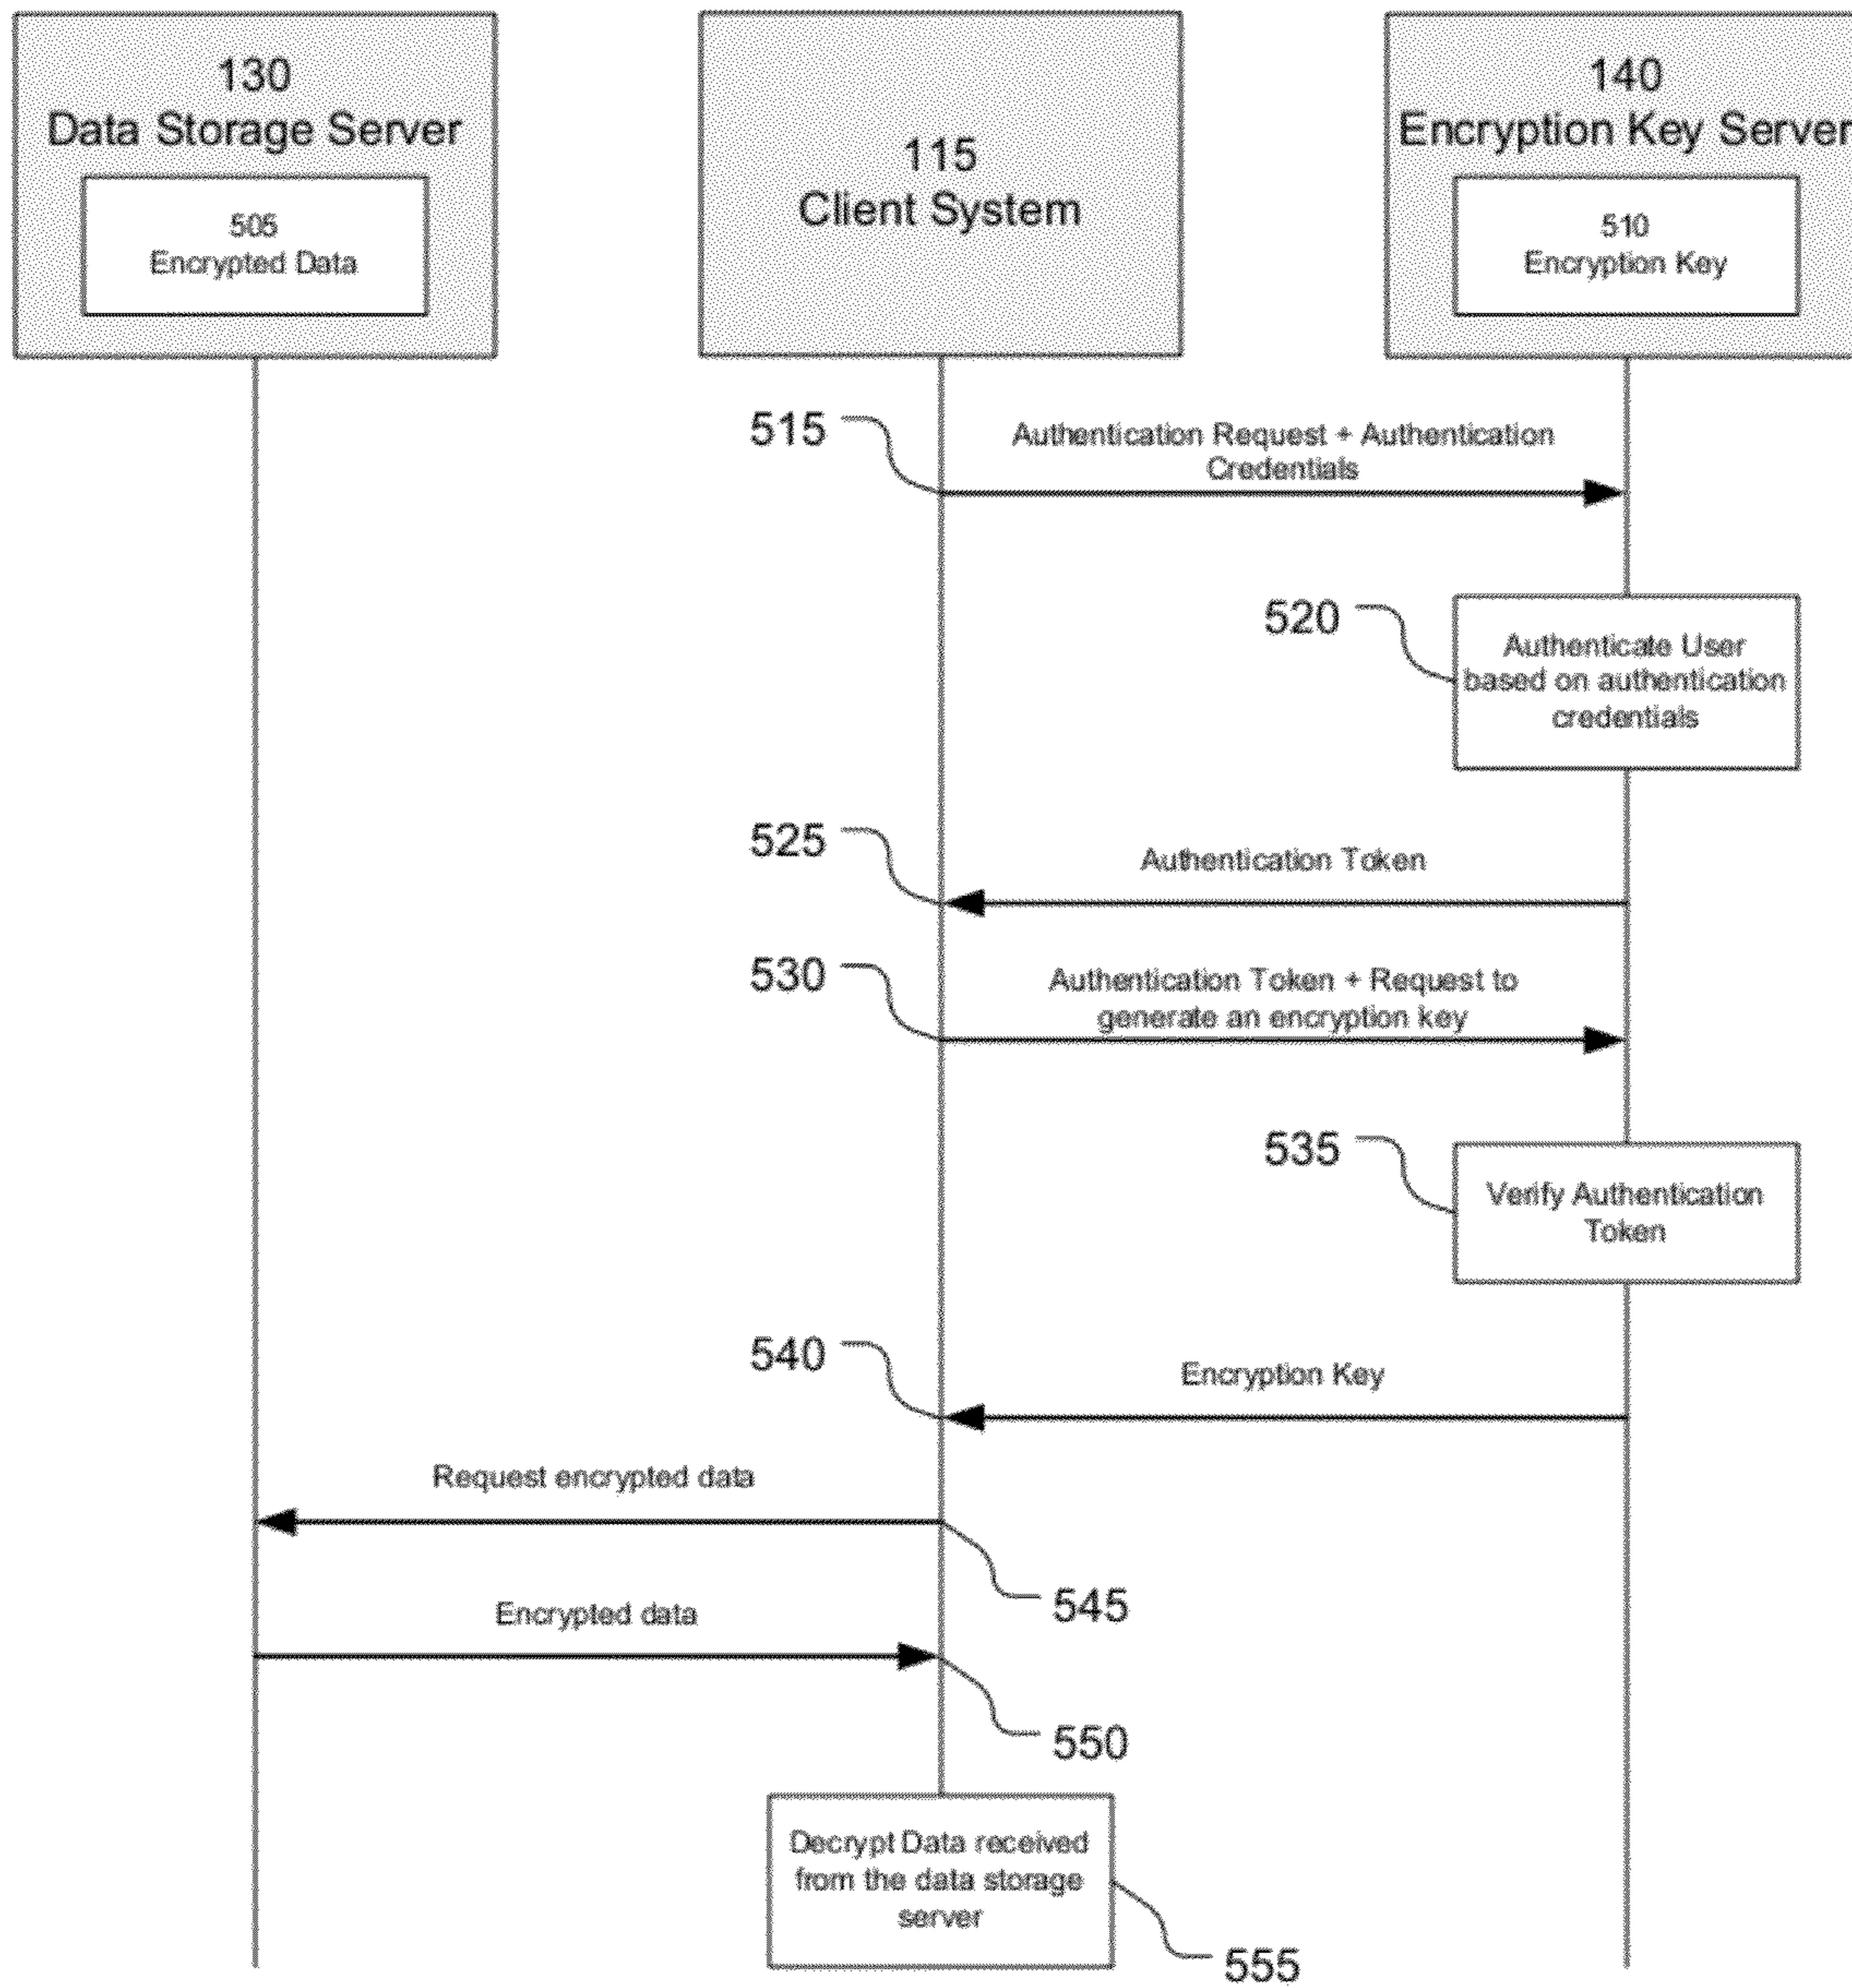 130
Data Storage Server
505
Encrypted Data
115
Client System
140
Encryption Key Server
510
Encryption Key
515
Authentication Request + Authentication
Credentials
520
Authenticate User
based on authentication
credentials
525
Authentication Token
530
Authentication Token + Request to
generate an encryption key
535
Verify Authentication
Token
540
Encryption Key
Request encrypted data
545
Encrypted data
550
Decrypt Data received
from the data storage
server
555